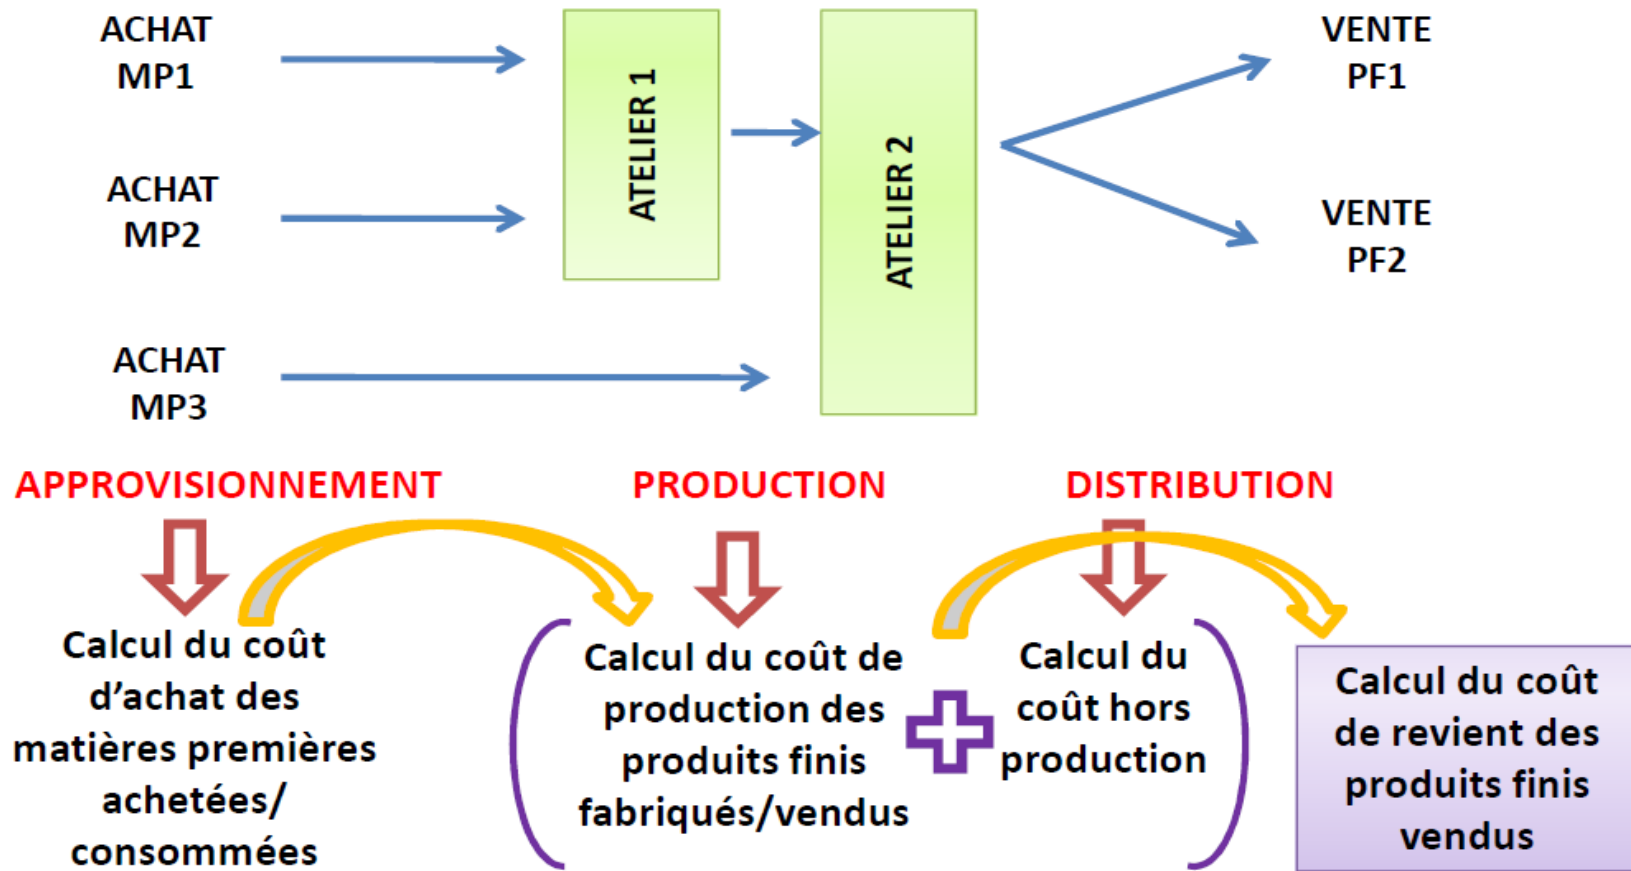 ACHAT
MP1
ATELIER 1
ATELIER 2
VENTE
PF1
ACHAT
MP2
VENTE
PF2
ACHAT
MP3
APPROVISIONNEMENT
PRODUCTION
DISTRIBUTION
Calcul du coût
d'achat des
matières premières
achetées/
consommées
Calcul du coût de
production des
produits finis
fabriqués/vendus
Calcul du
coût hors
production
Calcul du coût
de revient des
produits finis
vendus